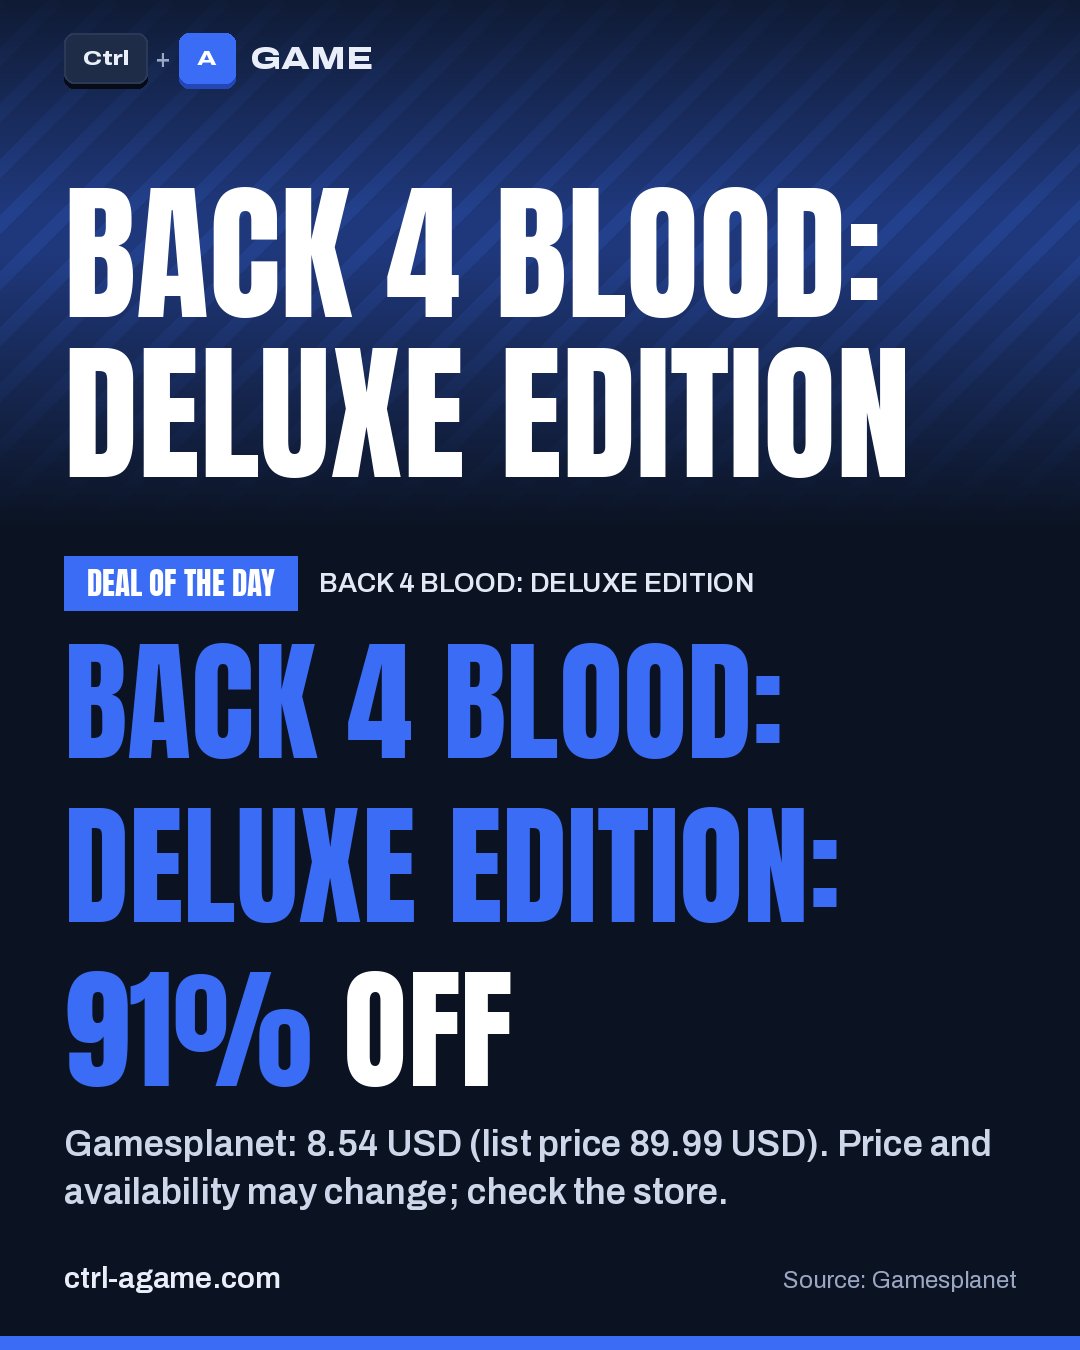 Ctrl + A GAME
BACK 4 BLOOD:
DELUXE EDITION
DEAL OF THE DAY BACK 4 BLOOD: DELUXE EDITION
BACK 4 BLOOD:
DELUXE EDITION:
91% OFF
Gamesplanet: 8.54 USD (list price 89.99 USD). Price and
availability may change; check the store.
ctrl-agame.com Source: Gamesplanet